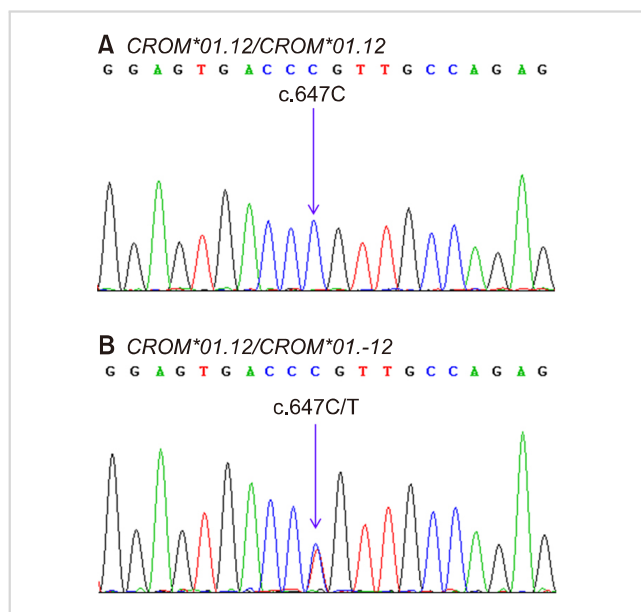 A CROM*01.12/CROM*01.12
G G A G T G A C C C G T T G C C A G A G
c.647C
B CROM*01.12/CROM*01.-12
G G A G T G A C C C G T T G C C A G A G
c.647C/T